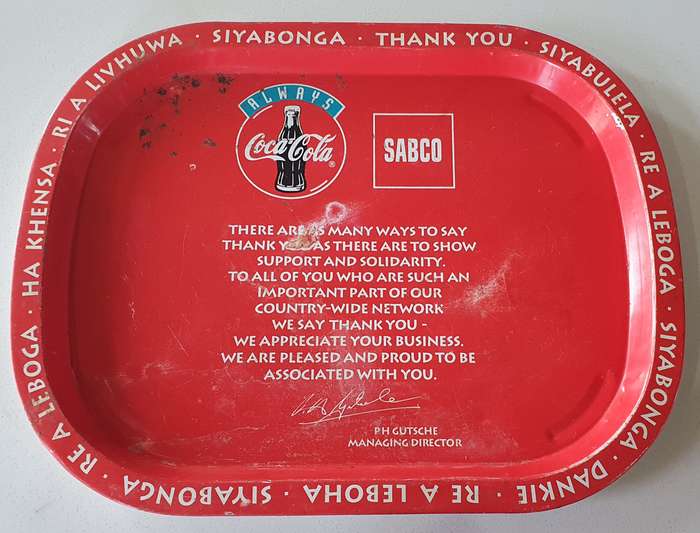 RI A LIVHUWA · SIYABONGA · THANK YOU · SIYABULELA · RE A LEBOGA · SIYABONGA · DANKIE · RE A LEBOGA · SIYABONGA · RE A LEBOHA · SIYABONGA · RE A LEBOGA · HA KHENSA ·
ALWAYS
Coca-Cola ®
SABCO
THERE ARE AS MANY WAYS TO SAY
THANK YOU AS THERE ARE TO SHOW
SUPPORT AND SOLIDARITY.
TO ALL OF YOU WHO ARE SUCH AN
IMPORTANT PART OF OUR
COUNTRY-WIDE NETWORK
WE SAY THANK YOU -
WE APPRECIATE YOUR BUSINESS.
WE ARE PLEASED AND PROUD TO BE
ASSOCIATED WITH YOU.
P H GUTSCHE
MANAGING DIRECTOR